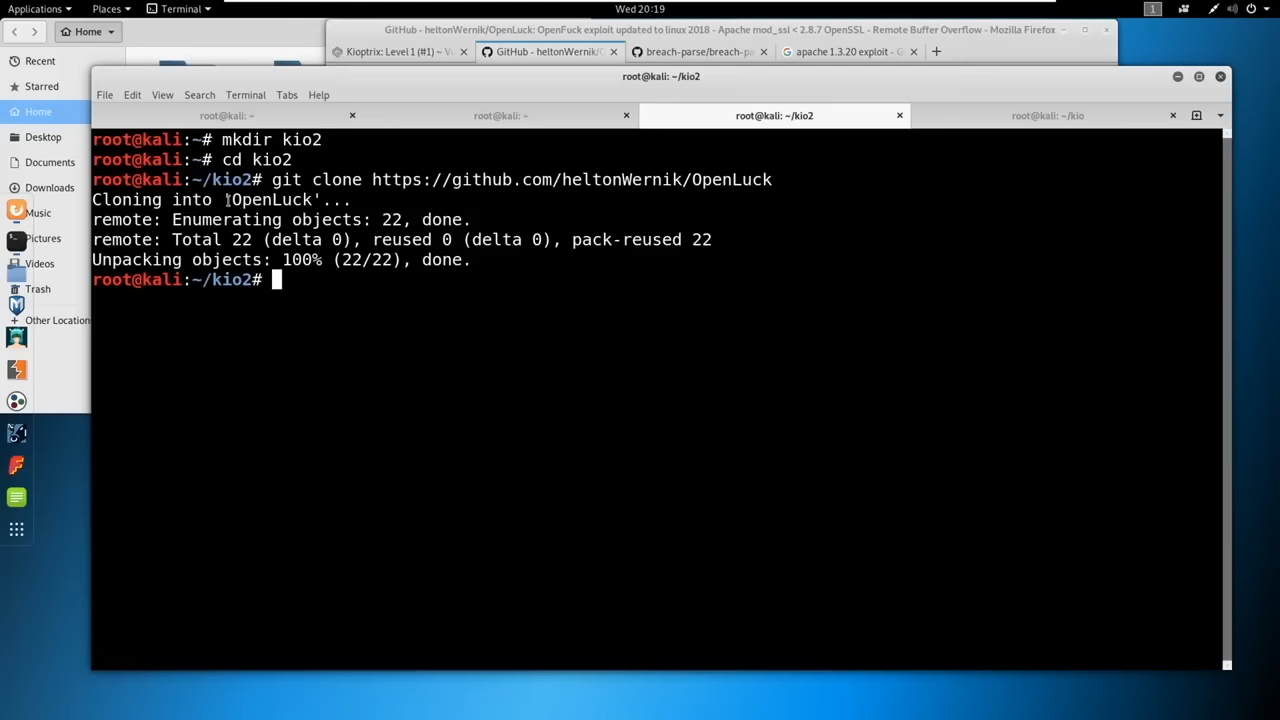 Applications
Places
Terminal
Wed 20:19
1
Home
GitHub - heltonWernik/OpenLuck: OpenFuck exploit updated to linux 2018 - Apache mod_ssl < 2.8.7 OpenSSL - Remote Buffer Overflow - Mozilla Firefox
Kioptrix: Level 1 (#1) ~ Vu
GitHub - heltonWernik/O
breach-parse/breach-pa
apache 1.3.20 exploit - G
Recent
Starred
Home
Desktop
Documents
Downloads
Music
Pictures
Videos
Trash
Other Location
root@kali: ~/kio2
File Edit View Search Terminal Tabs Help
root@kali: ~
root@kali: ~
root@kali: ~/kio2
root@kali: ~/kio
root@kali:~# mkdir kio2
root@kali:~# cd kio2
root@kali:~/kio2# git clone https://github.com/heltonWernik/OpenLuck
Cloning into 'OpenLuck'...
remote: Enumerating objects: 22, done.
remote: Total 22 (delta 0), reused 0 (delta 0), pack-reused 22
Unpacking objects: 100% (22/22), done.
root@kali:~/kio2#